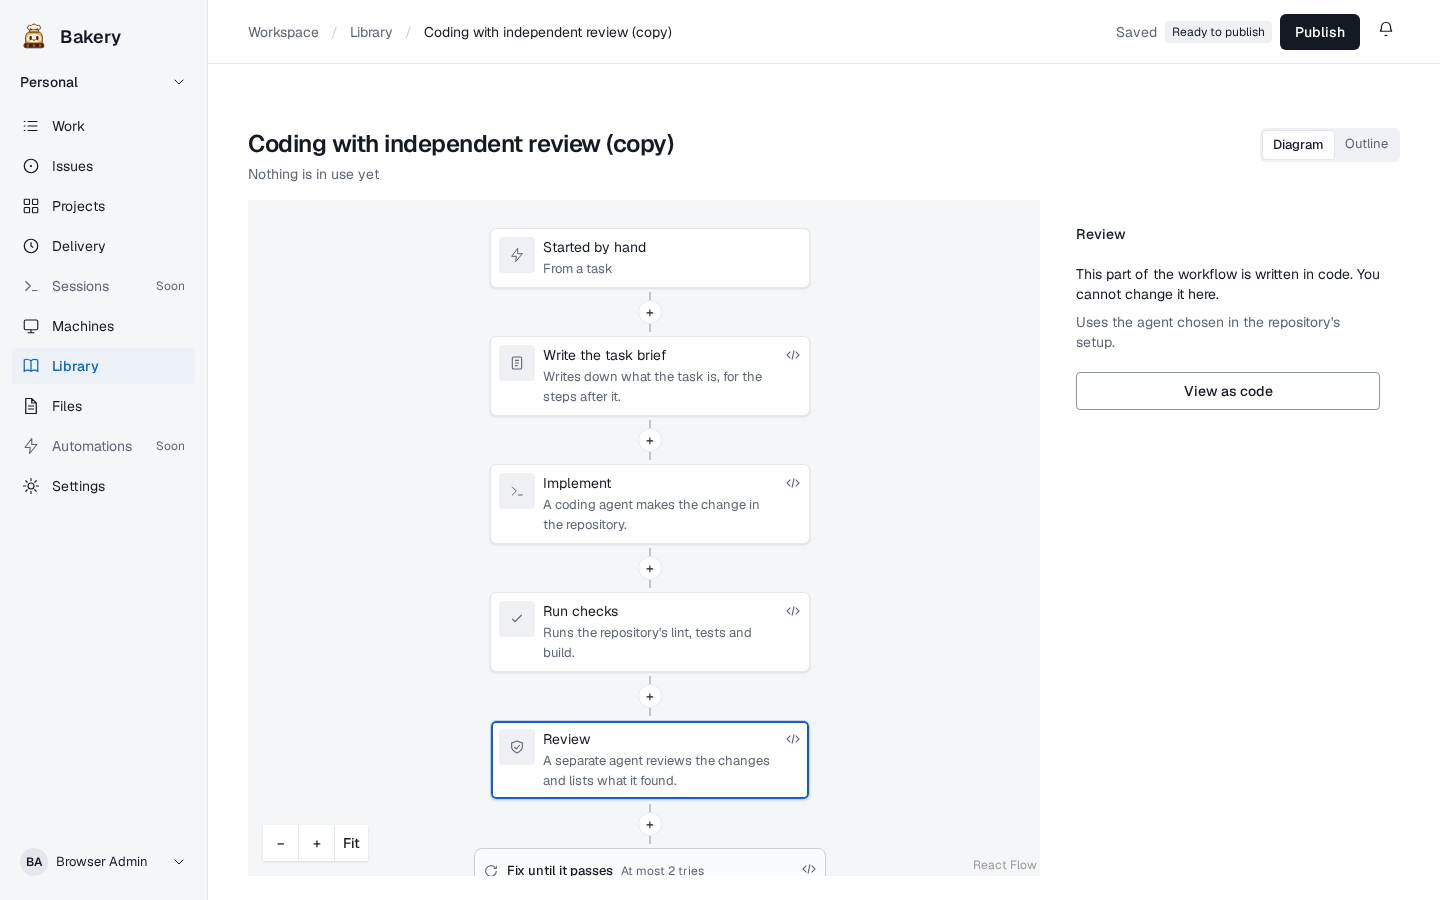 Bakery
Personal
Work
Issues
Projects
Delivery
Sessions Soon
Machines
Library
Files
Automations Soon
Settings
BA Browser Admin
Workspace / Library / Coding with independent review (copy)
Saved Ready to publish Publish
Coding with independent review (copy)
Nothing is in use yet
Diagram Outline
Started by hand
From a task
+
Write the task brief
Writes down what the task is, for the
steps after it.
+
Implement
A coding agent makes the change in
the repository.
+
Run checks
Runs the repository's lint, tests and
build.
+
Review
A separate agent reviews the changes
and lists what it found.
+
Fix until it passes At most 2 tries
− + Fit
React Flow
Review
This part of the workflow is written in code. You
cannot change it here.
Uses the agent chosen in the repository's
setup.
View as code